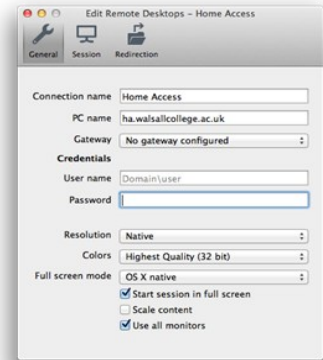 Edit Remote Desktops – Home Access
General Session Redirection
Connection name Home Access
PC name ha.walsallcollege.ac.uk
Gateway No gateway configured
Credentials
User name Domain\user
Password
Resolution Native
Colors Highest Quality (32 bit)
Full screen mode OS X native
Start session in full screen
Scale content
Use all monitors